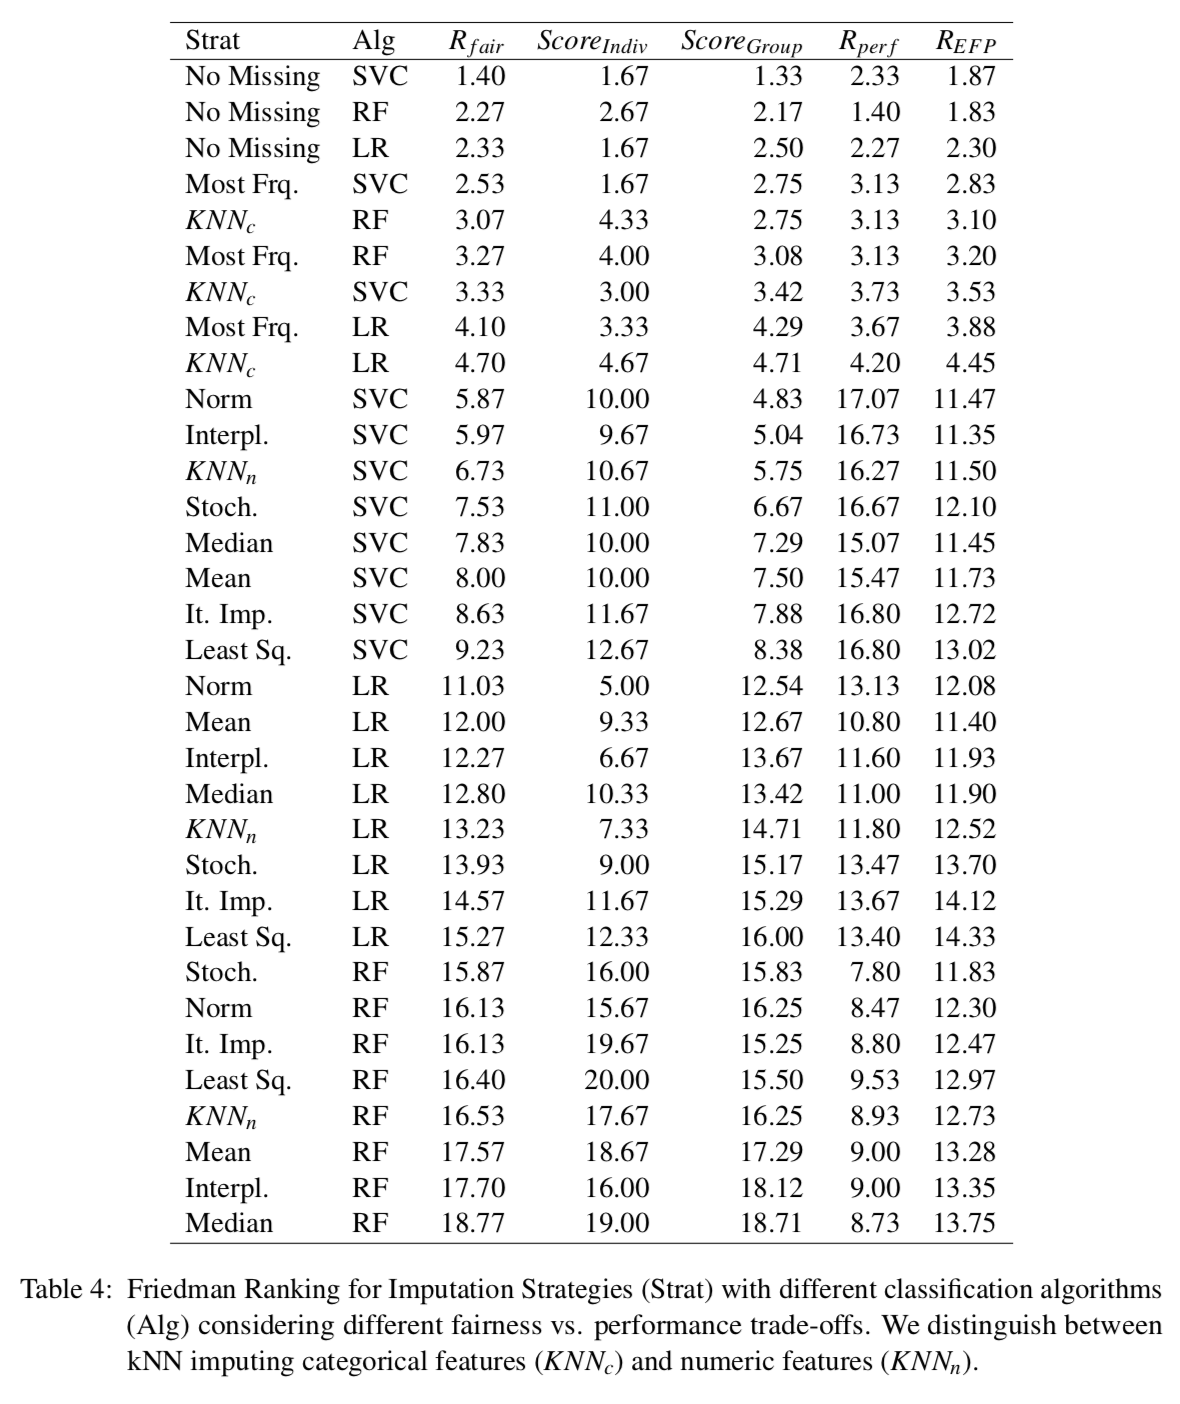 Strat Alg R_fair Score_Indiv Score_Group R_perf R_EFP
No Missing SVC 1.40 1.67 1.33 2.33 1.87
No Missing RF 2.27 2.67 2.17 1.40 1.83
No Missing LR 2.33 1.67 2.50 2.27 2.30
Most Frq. SVC 2.53 1.67 2.75 3.13 2.83
KNN_c RF 3.07 4.33 2.75 3.13 3.10
Most Frq. RF 3.27 4.00 3.08 3.13 3.20
KNN_c SVC 3.33 3.00 3.42 3.73 3.53
Most Frq. LR 4.10 3.33 4.29 3.67 3.88
KNN_c LR 4.70 4.67 4.71 4.20 4.45
Norm SVC 5.87 10.00 4.83 17.07 11.47
Interpl. SVC 5.97 9.67 5.04 16.73 11.35
KNN_n SVC 6.73 10.67 5.75 16.27 11.50
Stoch. SVC 7.53 11.00 6.67 16.67 12.10
Median SVC 7.83 10.00 7.29 15.07 11.45
Mean SVC 8.00 10.00 7.50 15.47 11.73
It. Imp. SVC 8.63 11.67 7.88 16.80 12.72
Least Sq. SVC 9.23 12.67 8.38 16.80 13.02
Norm LR 11.03 5.00 12.54 13.13 12.08
Mean LR 12.00 9.33 12.67 10.80 11.40
Interpl. LR 12.27 6.67 13.67 11.60 11.93
Median LR 12.80 10.33 13.42 11.00 11.90
KNN_n LR 13.23 7.33 14.71 11.80 12.52
Stoch. LR 13.93 9.00 15.17 13.47 13.70
It. Imp. LR 14.57 11.67 15.29 13.67 14.12
Least Sq. LR 15.27 12.33 16.00 13.40 14.33
Stoch. RF 15.87 16.00 15.83 7.80 11.83
Norm RF 16.13 15.67 16.25 8.47 12.30
It. Imp. RF 16.13 19.67 15.25 8.80 12.47
Least Sq. RF 16.40 20.00 15.50 9.53 12.97
KNN_n RF 16.53 17.67 16.25 8.93 12.73
Mean RF 17.57 18.67 17.29 9.00 13.28
Interpl. RF 17.70 16.00 18.12 9.00 13.35
Median RF 18.77 19.00 18.71 8.73 13.75
Table 4: Friedman Ranking for Imputation Strategies (Strat) with different classification algorithms
(Alg) considering different fairness vs. performance trade-offs. We distinguish between
kNN imputing categorical features (KNN_c) and numeric features (KNN_n).